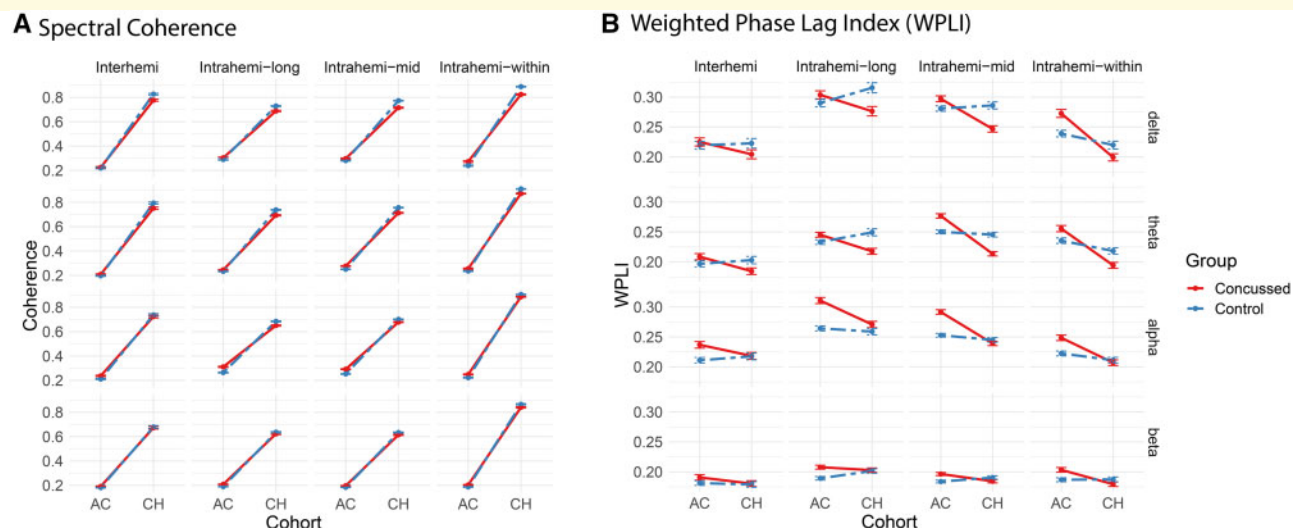 A Spectral Coherence
Interhemi Intrahemi-long Intrahemi-mid Intrahemi-within
0.8
0.6
0.4
0.2
0.8
0.6
0.4
0.2
0.8
0.6
0.4
0.2
0.8
0.6
0.4
0.2
Coherence
AC CH AC CH AC CH AC CH
Cohort
B Weighted Phase Lag Index (WPLI)
Interhemi Intrahemi-long Intrahemi-mid Intrahemi-within
0.30
0.25
0.20
delta
0.30
0.25
0.20
theta
0.30
0.25
0.20
alpha
0.30
0.25
0.20
beta
WPLI
AC CH AC CH AC CH AC CH
Cohort
Group
Concussed
Control